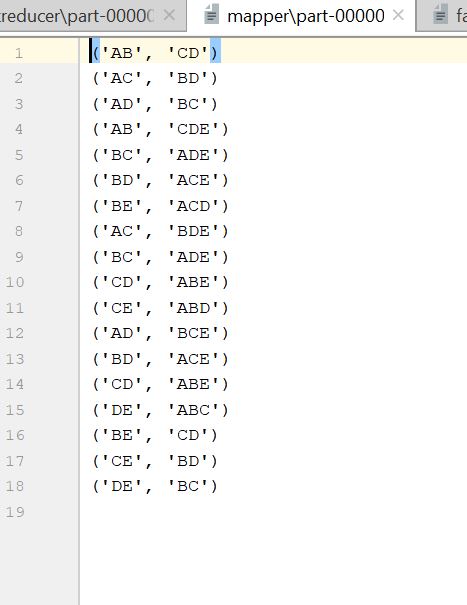 treducer\part-0000 mapper\part-00000 fa
1 ('AB', 'CD')
2 ('AC', 'BD')
3 ('AD', 'BC')
4 ('AB', 'CDE')
5 ('BC', 'ADE')
6 ('BD', 'ACE')
7 ('BE', 'ACD')
8 ('AC', 'BDE')
9 ('BC', 'ADE')
10 ('CD', 'ABE')
11 ('CE', 'ABD')
12 ('AD', 'BCE')
13 ('BD', 'ACE')
14 ('CD', 'ABE')
15 ('DE', 'ABC')
16 ('BE', 'CD')
17 ('CE', 'BD')
18 ('DE', 'BC')
19